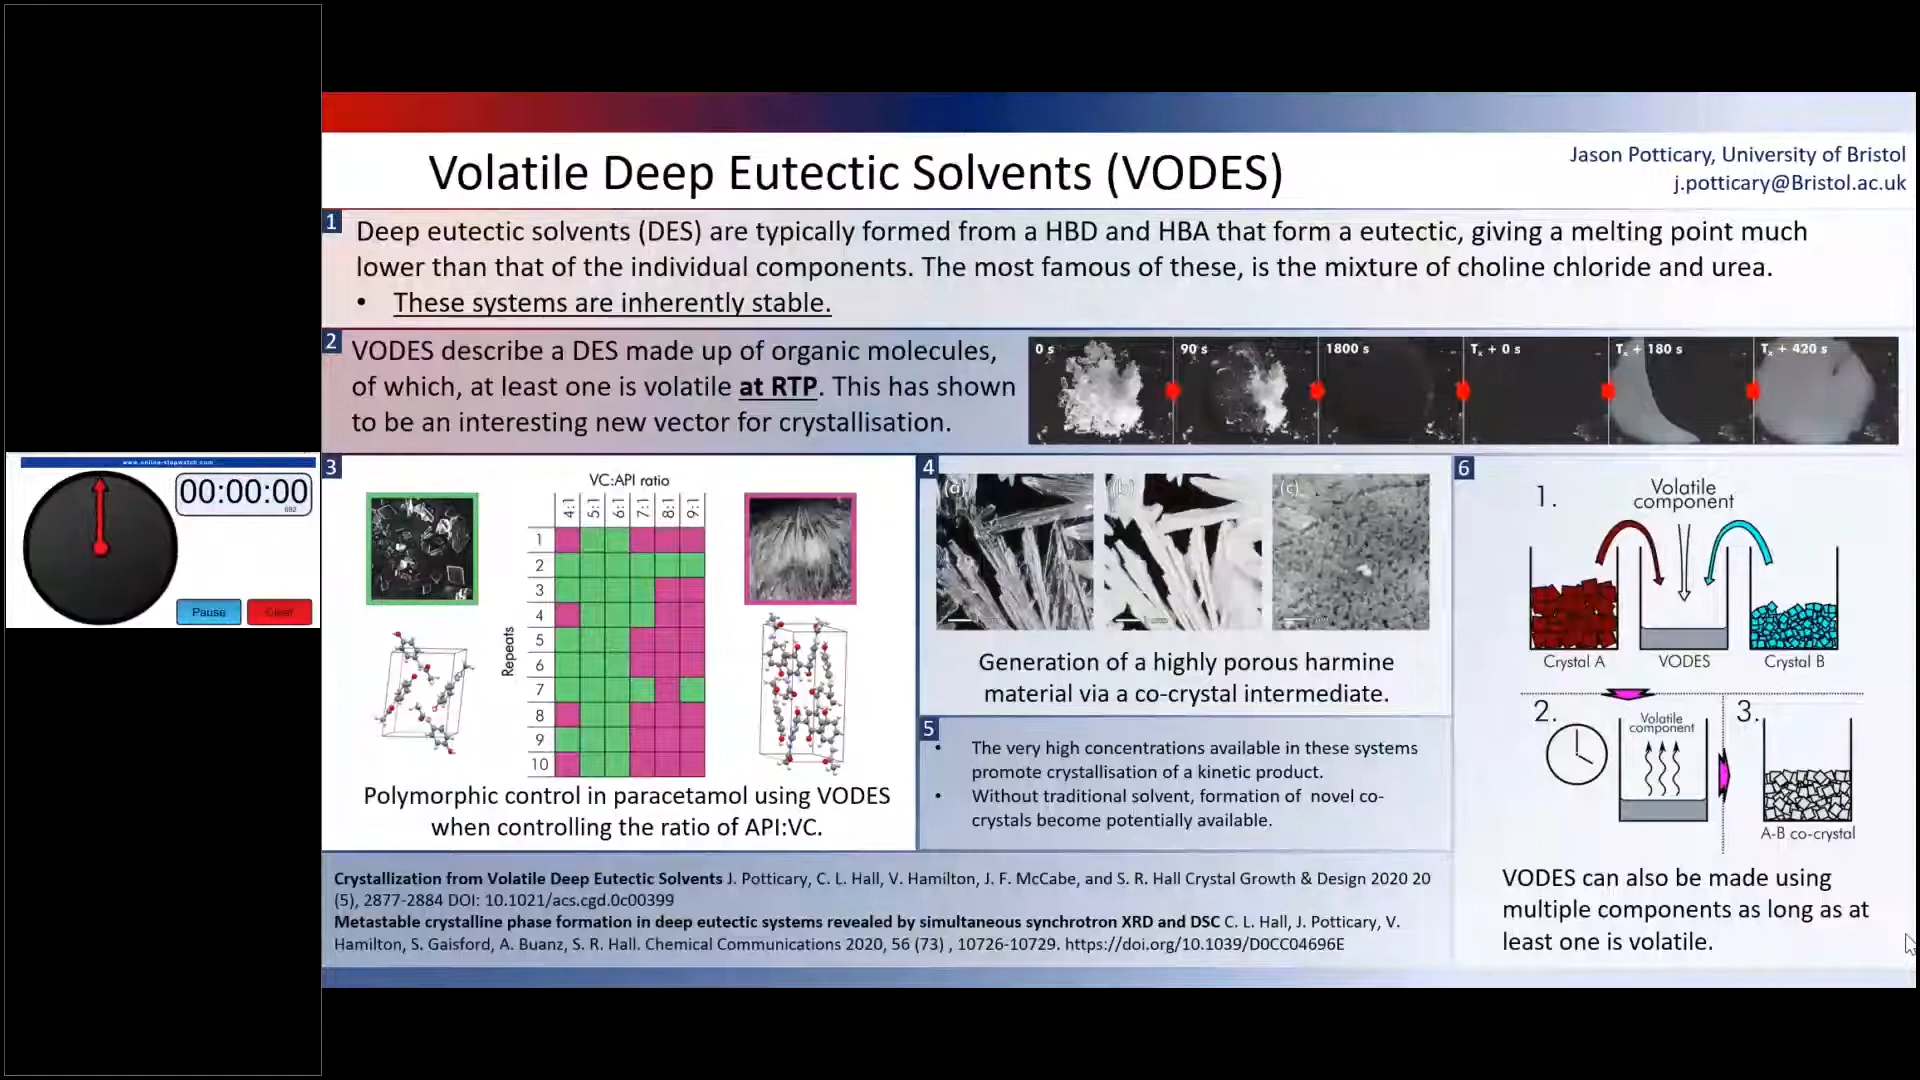 www.online-stopwatch.com
00:00:00
692
Pause
Clear
Volatile Deep Eutectic Solvents (VODES)
Jason Potticary, University of Bristol
j.potticary@Bristol.ac.uk
1
Deep eutectic solvents (DES) are typically formed from a HBD and HBA that form a eutectic, giving a melting point much
lower than that of the individual components. The most famous of these, is the mixture of choline chloride and urea.
• These systems are inherently stable.
2
VODES describe a DES made up of organic molecules,
of which, at least one is volatile at RTP. This has shown
to be an interesting new vector for crystallisation.
0 s
90 s
1800 s
Tx + 0 s
Tx + 180 s
Tx + 420 s
3
VC:API ratio
4:1 5:1 6:1 7:1 8:1 9:1
Repeats
1
2
3
4
5
6
7
8
9
10
Polymorphic control in paracetamol using VODES
when controlling the ratio of API:VC.
4
(a)
(b)
(c)
Generation of a highly porous harmine
material via a co-crystal intermediate.
5
• The very high concentrations available in these systems
promote crystallisation of a kinetic product.
• Without traditional solvent, formation of novel co-
crystals become potentially available.
6
1.
Volatile
component
Crystal A
VODES
Crystal B
2.
Volatile
component
3.
A-B co-crystal
VODES can also be made using
multiple components as long as at
least one is volatile.
Crystallization from Volatile Deep Eutectic Solvents J. Potticary, C. L. Hall, V. Hamilton, J. F. McCabe, and S. R. Hall Crystal Growth & Design 2020 20
(5), 2877-2884 DOI: 10.1021/acs.cgd.0c00399
Metastable crystalline phase formation in deep eutectic systems revealed by simultaneous synchrotron XRD and DSC C. L. Hall, J. Potticary, V.
Hamilton, S. Gaisford, A. Buanz, S. R. Hall. Chemical Communications 2020, 56 (73) , 10726-10729. https://doi.org/10.1039/D0CC04696E